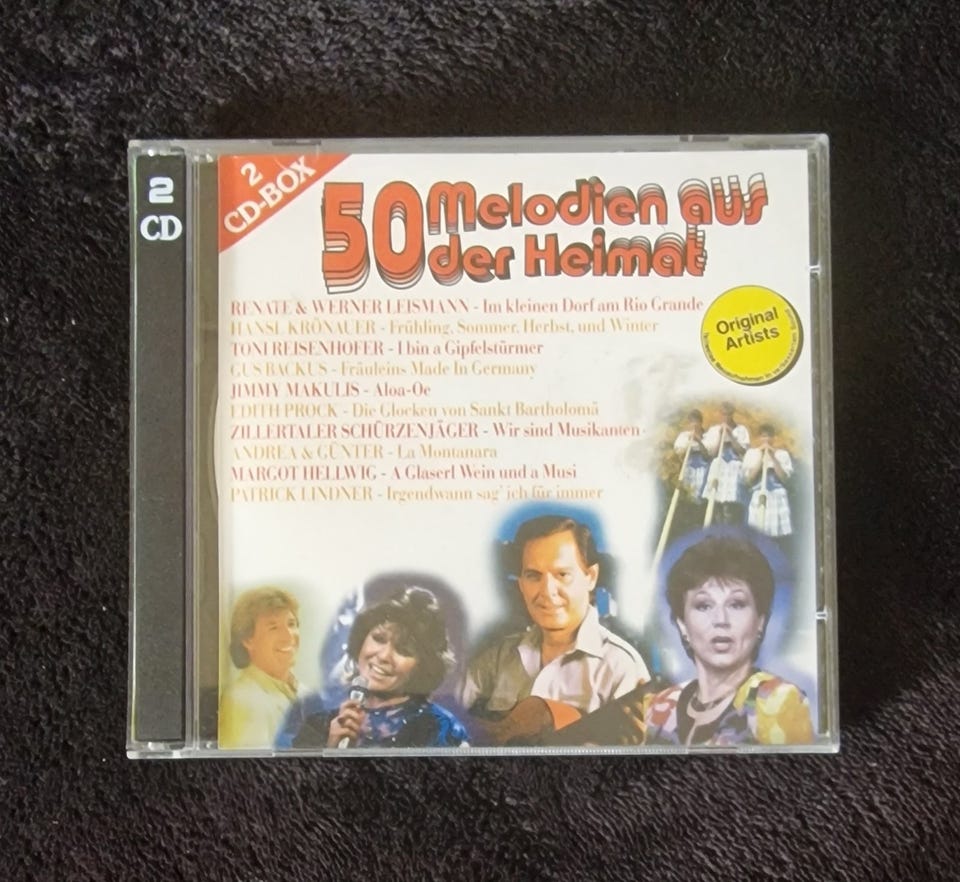 2
CD
2
CD-BOX
50 Melodien aus
der Heimat
RENATE & WERNER LEISMANN - Im kleinen Dorf am Rio Grande
HANSL KRÖNAUER - Frühling, Sommer, Herbst, und Winter
TONI REISENHOFER - I bin a Gipfelstürmer
GUS BACKUS - Fräuleins Made In Germany
JIMMY MAKULIS - Aloa-Oe
EDITH PROCK - Die Glocken von Sankt Bartholomä
ZILLERTALER SCHÜRZENJÄGER - Wir sind Musikanten
ANDREA & GÜNTER - La Montanara
MARGOT HELLWIG - A Glaserl Wein und a Musi
PATRICK LINDNER - Irgendwann sag' ich für immer
Original
Artists